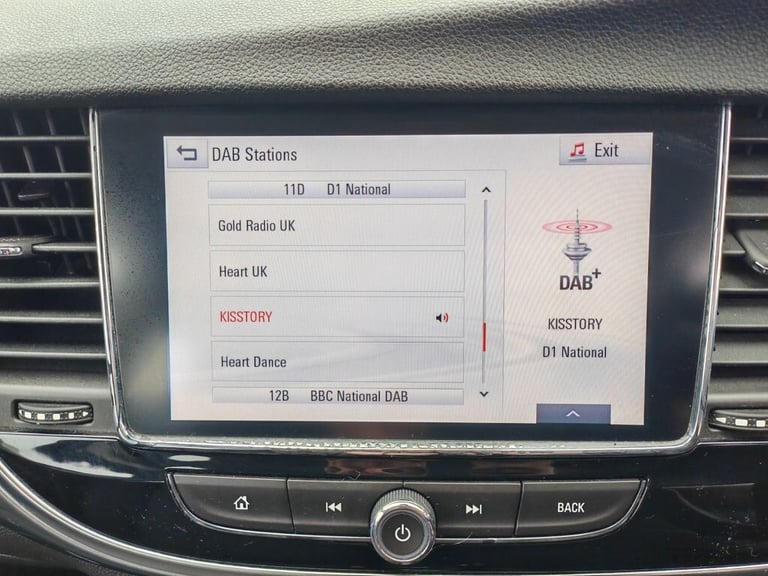 DAB Stations
Exit
11D D1 National
Gold Radio UK
Heart UK
KISSTORY
Heart Dance
12B BBC National DAB
DAB+
KISSTORY
D1 National
BACK